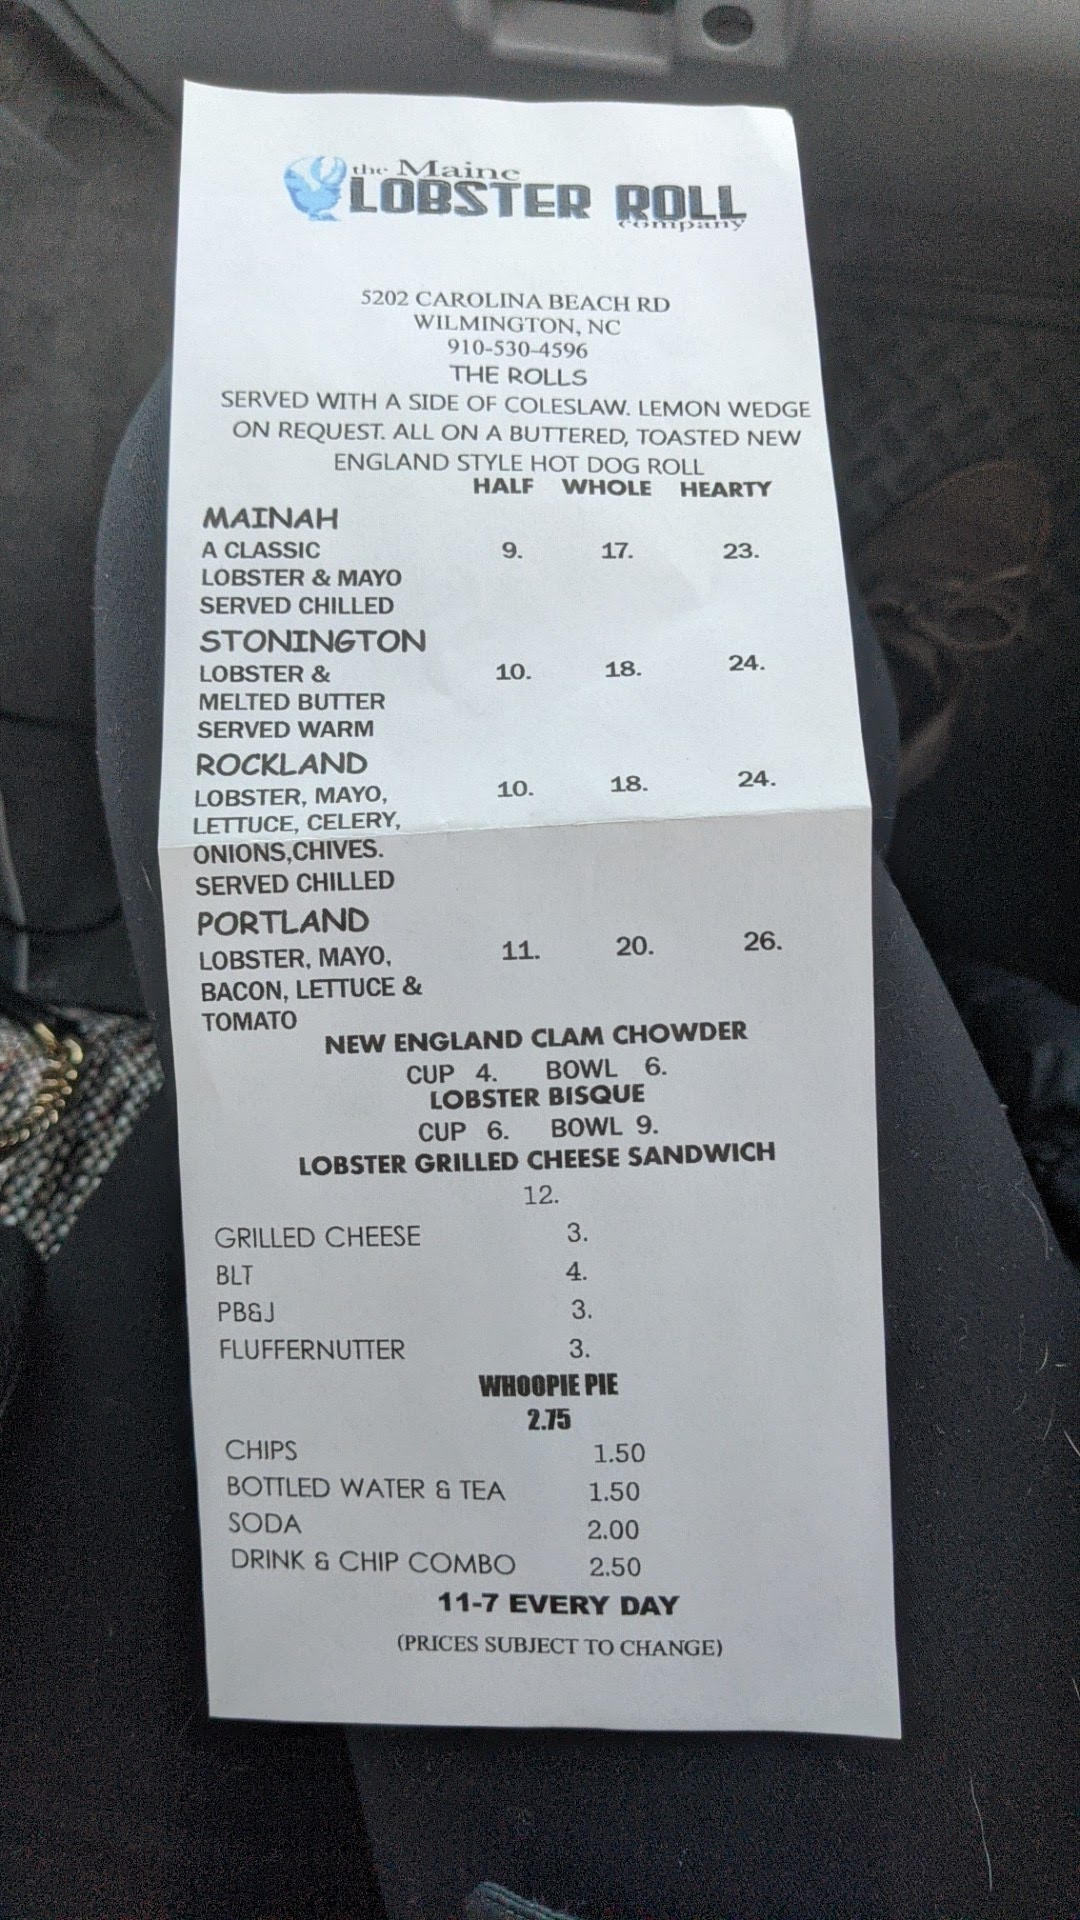 the Maine
LOBSTER ROLL
company
5202 CAROLINA BEACH RD
WILMINGTON, NC
910-530-4596
THE ROLLS
SERVED WITH A SIDE OF COLESLAW. LEMON WEDGE
ON REQUEST. ALL ON A BUTTERED, TOASTED NEW
ENGLAND STYLE HOT DOG ROLL
HALF WHOLE HEARTY
MAINAH
A CLASSIC 9. 17. 23.
LOBSTER & MAYO
SERVED CHILLED
STONINGTON
LOBSTER & 10. 18. 24.
MELTED BUTTER
SERVED WARM
ROCKLAND
LOBSTER, MAYO, 10. 18. 24.
LETTUCE, CELERY,
ONIONS,CHIVES.
SERVED CHILLED
PORTLAND
LOBSTER, MAYO, 11. 20. 26.
BACON, LETTUCE &
TOMATO
NEW ENGLAND CLAM CHOWDER
CUP 4. BOWL 6.
LOBSTER BISQUE
CUP 6. BOWL 9.
LOBSTER GRILLED CHEESE SANDWICH
12.
GRILLED CHEESE 3.
BLT 4.
PB&J 3.
FLUFFERNUTTER 3.
WHOOPIE PIE
2.75
CHIPS 1.50
BOTTLED WATER & TEA 1.50
SODA 2.00
DRINK & CHIP COMBO 2.50
11-7 EVERY DAY
(PRICES SUBJECT TO CHANGE)